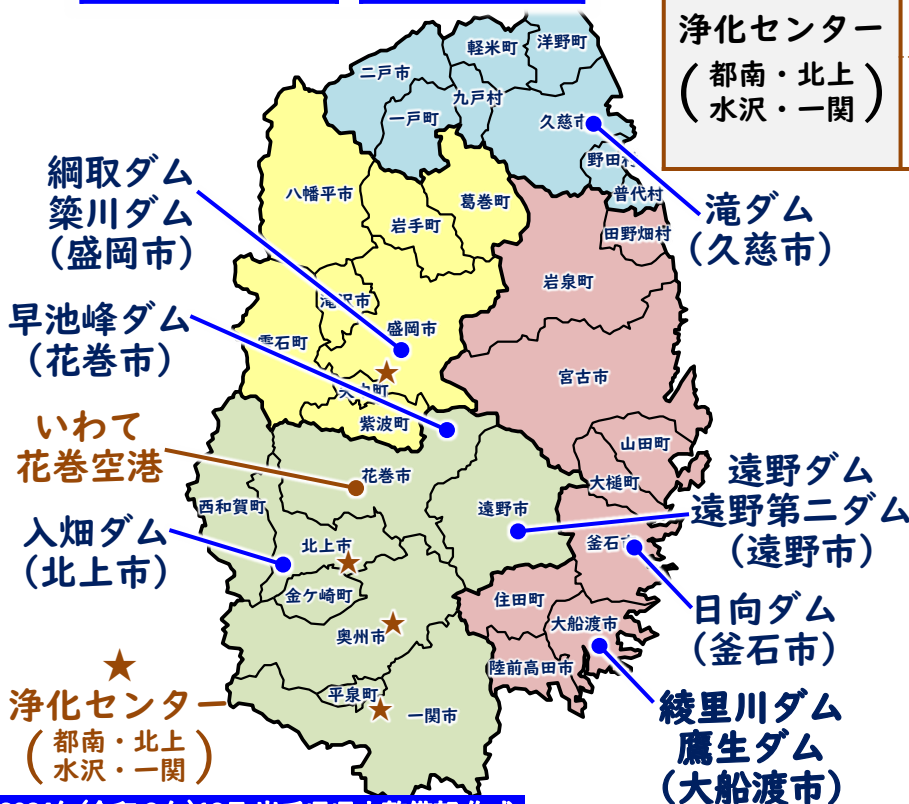 浄化センター
(都南・北上
水沢・一関)
軽米町
洋野町
二戸市
九戸村
一戸町
久慈市
野田村
普代村
綱取ダム
簗川ダム
(盛岡市)
八幡平市
葛巻町
岩手町
田野畑村
滝ダム
(久慈市)
岩泉町
滝沢市
早池峰ダム
(花巻市)
盛岡市
雫石町
矢巾町
宮古市
紫波町
いわて
花巻空港
山田町
大槌町
花巻市
西和賀町
遠野市
遠野ダム
遠野第二ダム
(遠野市)
入畑ダム
(北上市)
北上市
釜石市
金ケ崎町
住田町
大船渡市
日向ダム
(釜石市)
奥州市
陸前高田市
平泉町
一関市
★
浄化センター
(都南・北上
水沢・一関)
綾里川ダム
鷹生ダム
(大船渡市)